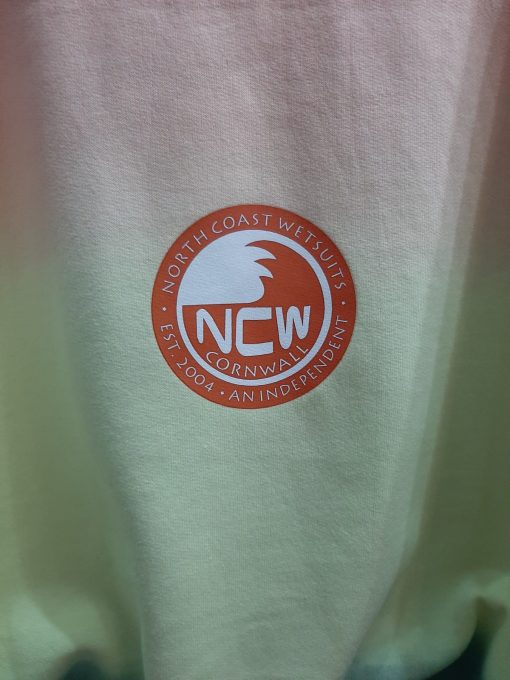 NORTH COAST WETSUITS
NCW
CORNWALL
· EST. 2004 · AN INDEPENDENT ·